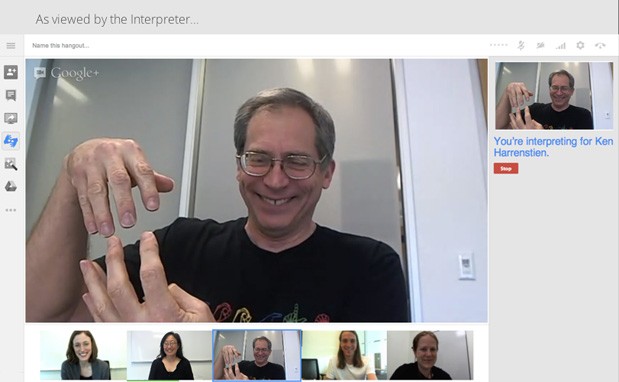 As viewed by the Interpreter...
Name this hangout...
Google+
You're interpreting for Ken
Harrenstien.
Stop